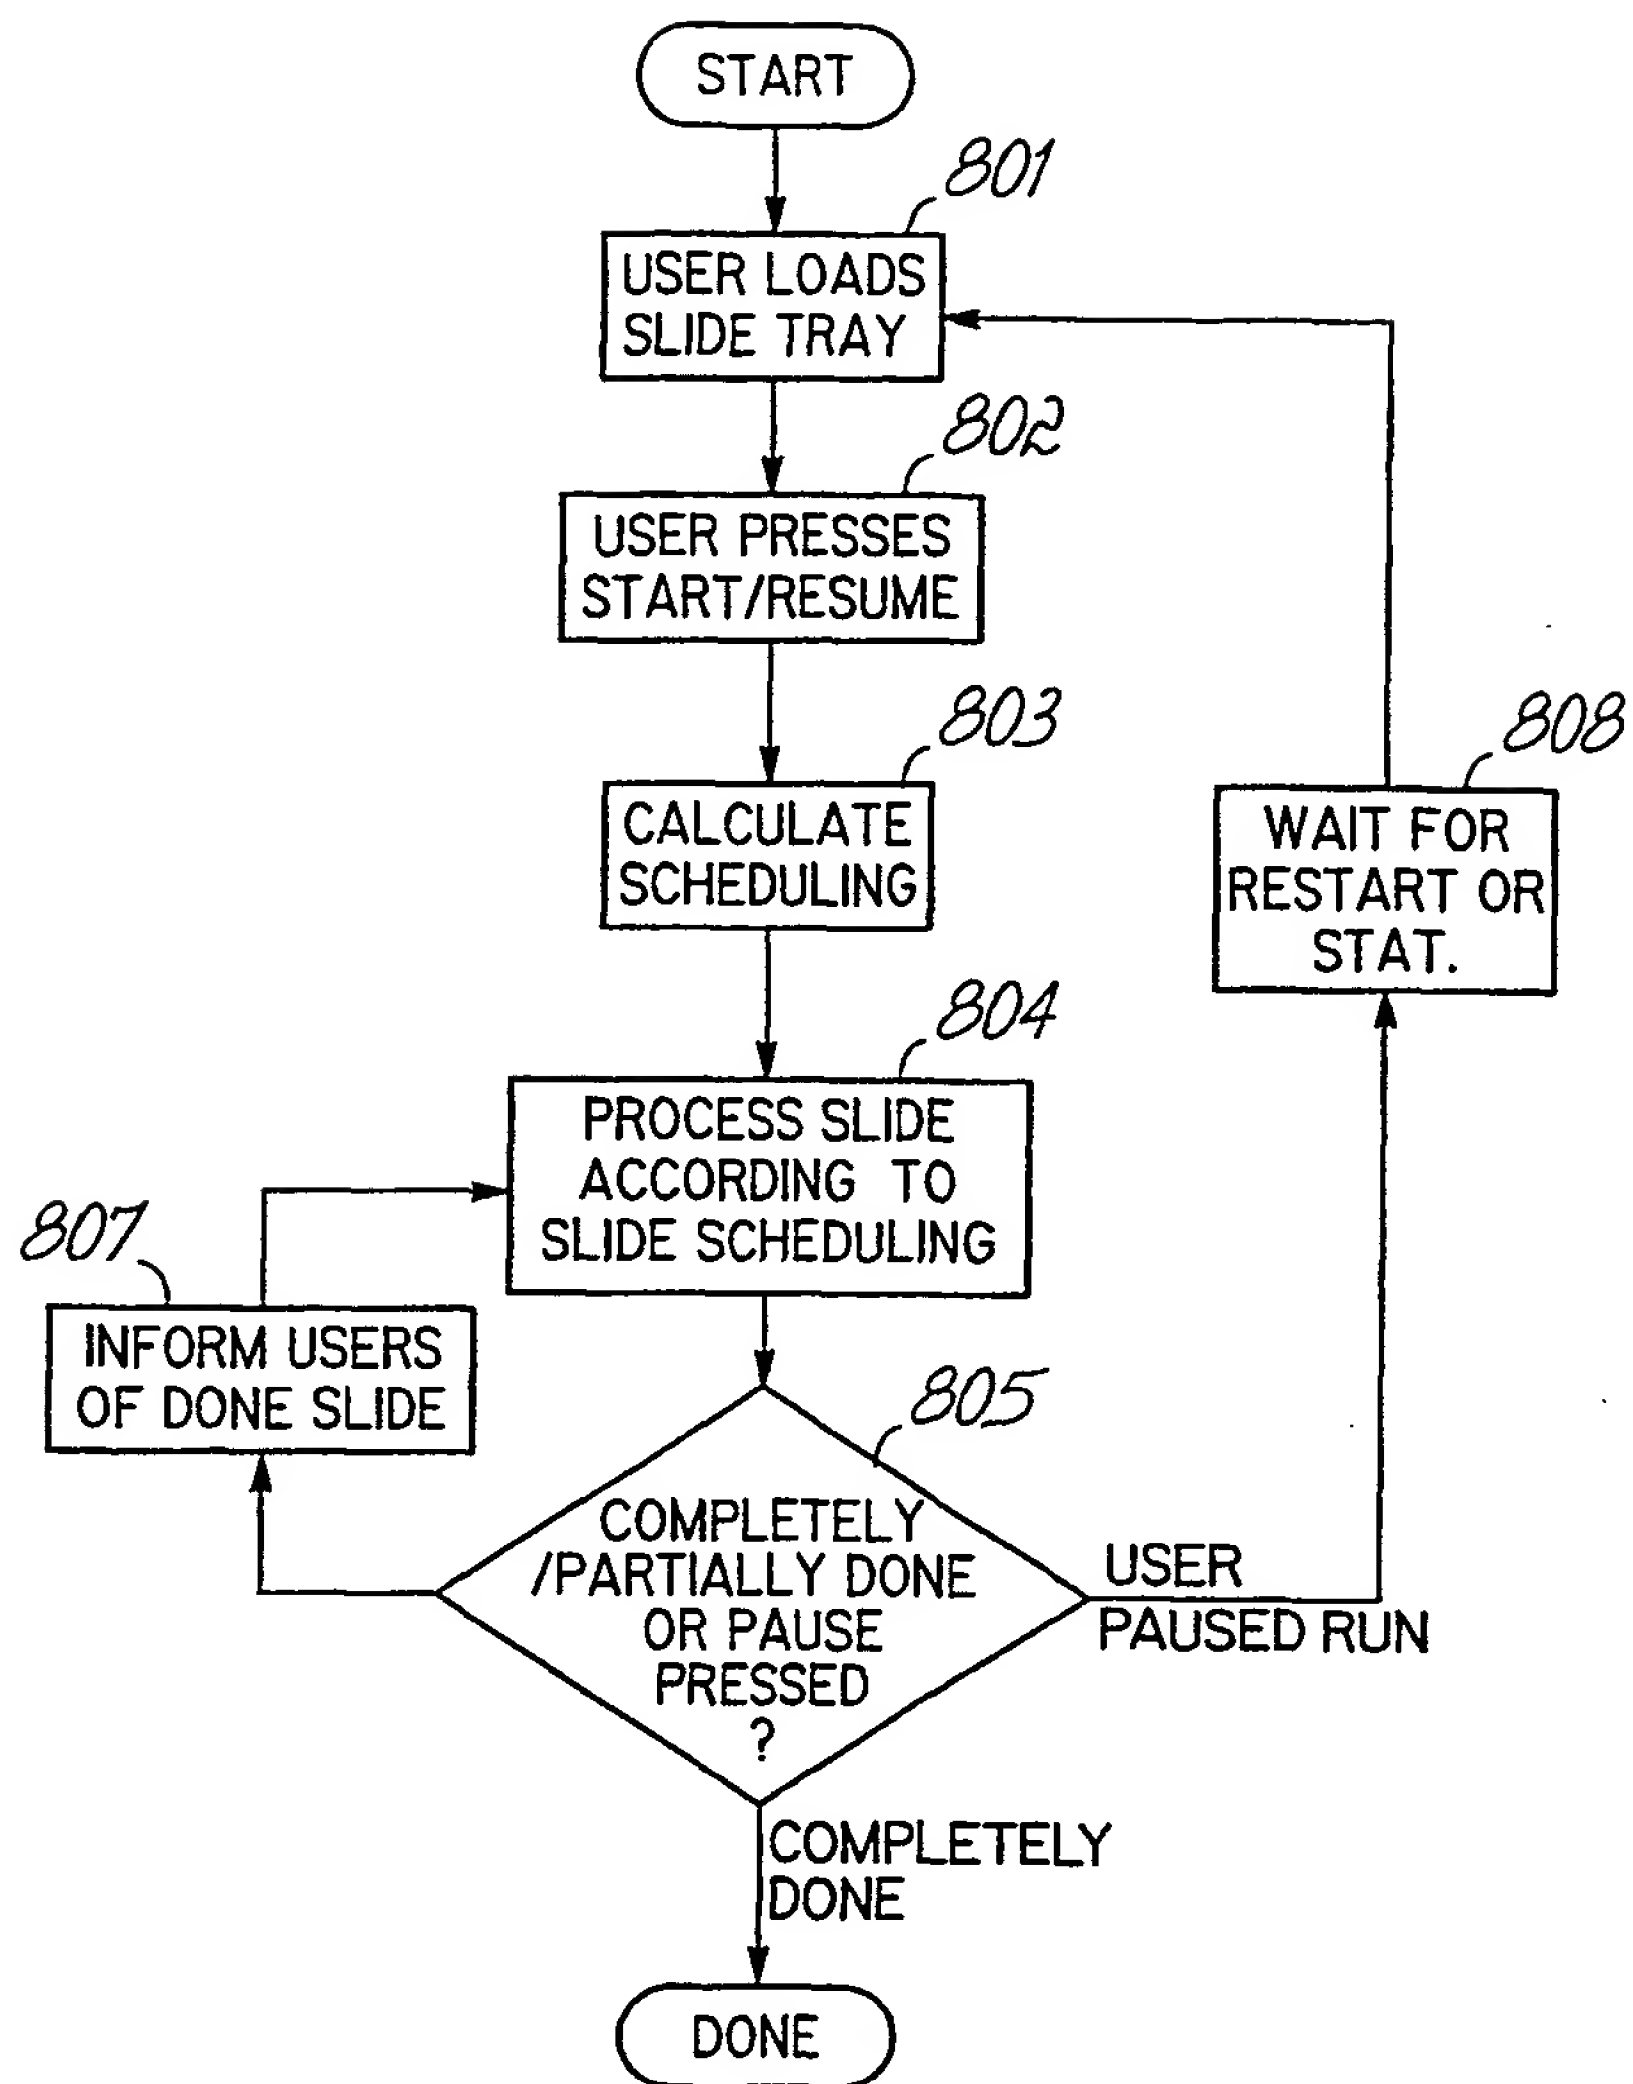 START
801
USER LOADS
SLIDE TRAY
802
USER PRESSES
START/RESUME
803
CALCULATE
SCHEDULING
808
WAIT FOR
RESTART OR
STAT.
804
PROCESS SLIDE
ACCORDING TO
SLIDE SCHEDULING
807
INFORM USERS
OF DONE SLIDE
805
COMPLETELY
/PARTIALLY DONE
OR PAUSE
PRESSED
?
USER
PAUSED RUN
COMPLETELY
DONE
DONE